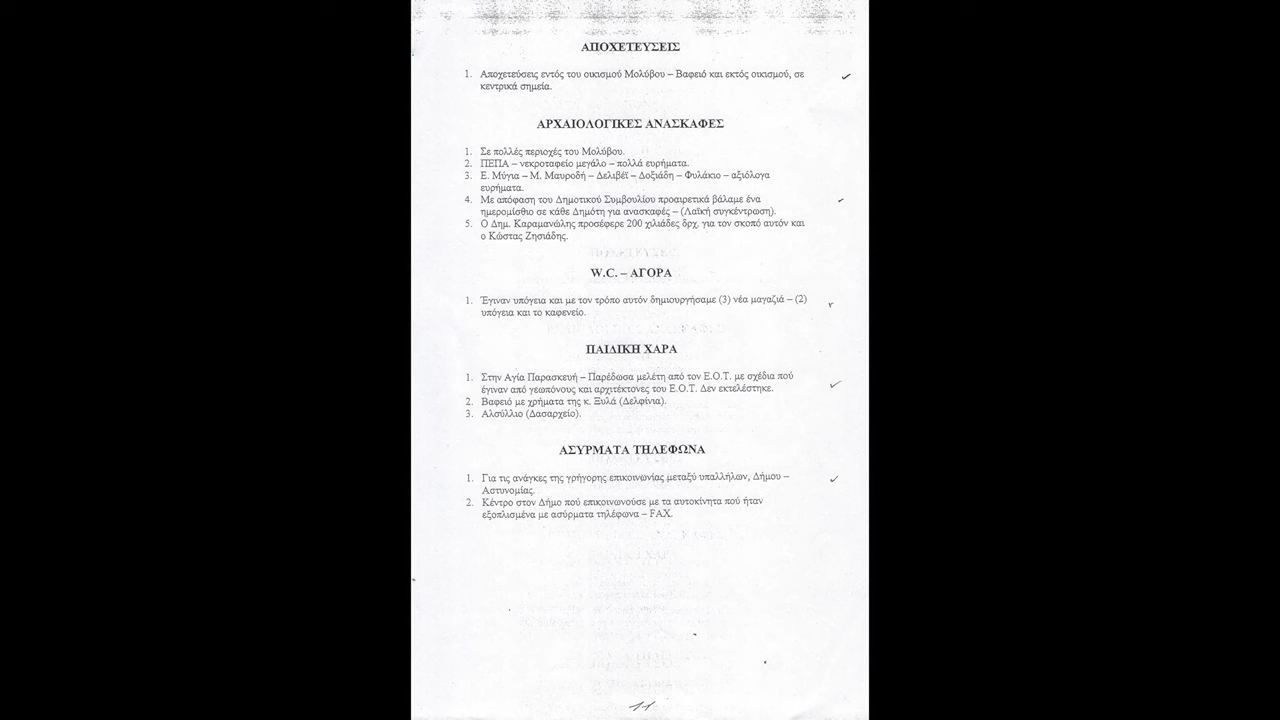 ΑΠΟΧΕΤΕΥΣΕΙΣ
1. Αποχετεύσεις εντός του οικισμού Μολύβου – Βαφειό και εκτός οικισμού, σε
κεντρικά σημεία.
ΑΡΧΑΙΟΛΟΓΙΚΕΣ ΑΝΑΣΚΑΦΕΣ
1. Σε πολλές περιοχές του Μολύβου.
2. ΠΕΠΑ – νεκροταφείο μεγάλο – πολλά ευρήματα.
3. Ε. Μύγια – Μ. Μαυροδή – Δελιβέϊ – Δοξιάδη – Φυλάκιο – αξιόλογα
ευρήματα.
4. Με απόφαση του Δημοτικού Συμβουλίου προαιρετικά βάλαμε ένα
ημερομίσθιο σε κάθε Δημότη για ανασκαφές – (Λαϊκή συγκέντρωση).
5. Ο Δημ. Καραμανώλης προσέφερε 200 χιλιάδες δρχ. για τον σκοπό αυτόν και
ο Κώστας Ζησιάδης.
W.C. – ΑΓΟΡΑ
1. Έγιναν υπόγεια και με τον τρόπο αυτόν δημιουργήσαμε (3) νέα μαγαζιά – (2)
υπόγεια και το καφενείο.
ΠΑΙΔΙΚΗ ΧΑΡΑ
1. Στην Αγία Παρασκευή – Παρέδωσα μελέτη από τον Ε.Ο.Τ. με σχέδια πού
έγιναν από γεωπόνους και αρχιτέκτονες του Ε.Ο.Τ. Δεν εκτελέστηκε.
2. Βαφειό με χρήματα της κ. Ξυλά (Δελφίνια).
3. Αλσύλλιο (Δασαρχείο).
ΑΣΥΡΜΑΤΑ ΤΗΛΕΦΩΝΑ
1. Για τις ανάγκες της γρήγορης επικοινωνίας μεταξύ υπαλλήλων, Δήμου –
Αστυνομίας.
2. Κέντρο στον Δήμο πού επικοινωνούσε με τα αυτοκίνητα πού ήταν
εξοπλισμένα με ασύρματα τηλέφωνα – FAX.
11